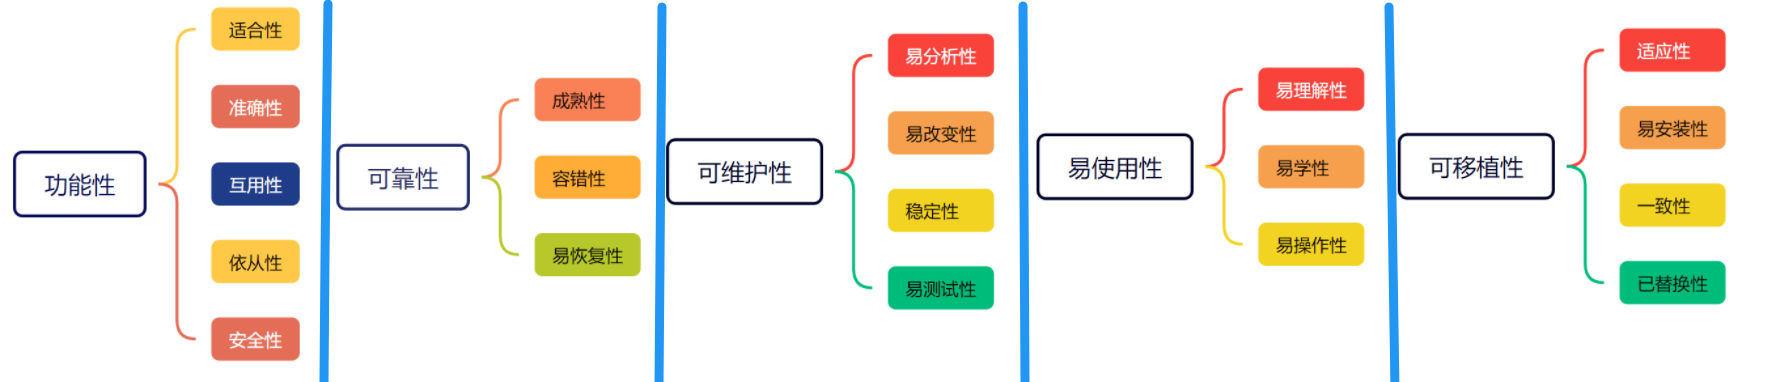 功能性
适合性
准确性
互用性
依从性
安全性
可靠性
成熟性
容错性
易恢复性
可维护性
易分析性
易改变性
稳定性
易测试性
易使用性
易理解性
易学性
易操作性
可移植性
适应性
易安装性
一致性
已替换性